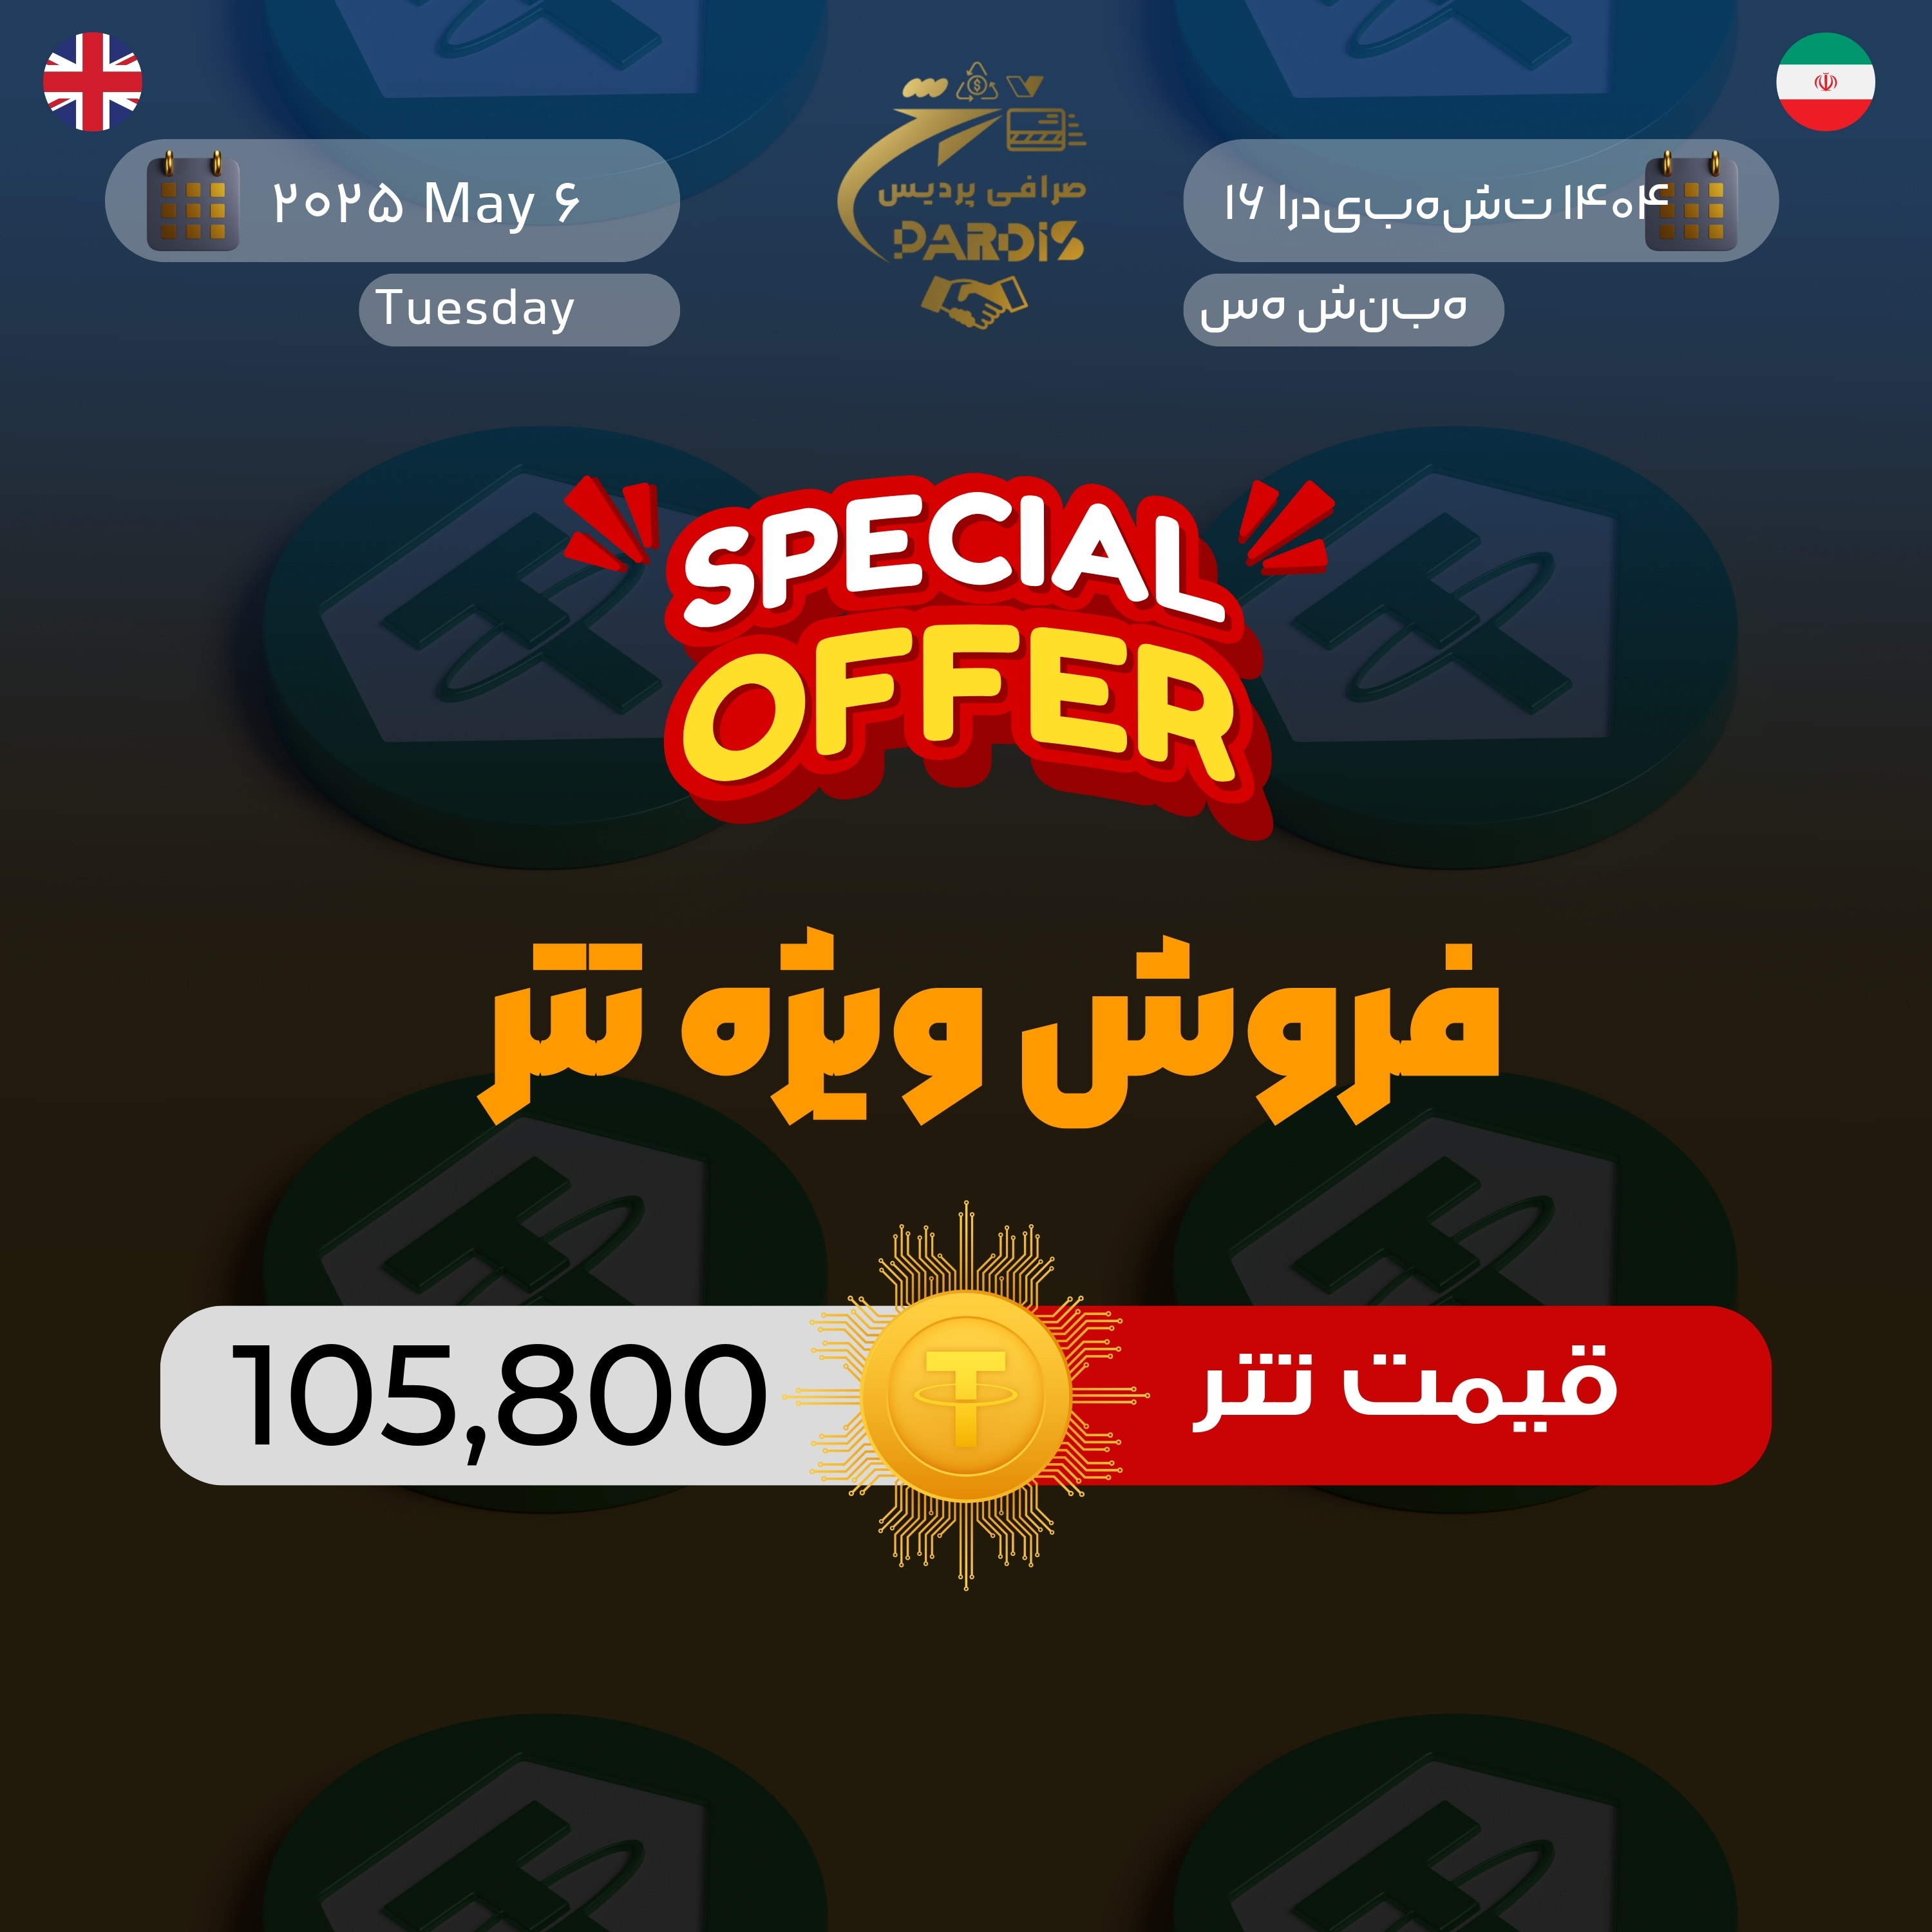 ۲۰۲۵ May ۶
Tuesday
صرافی پردیس
PARDIS
۱۶ اردیبهشت ۱۴۰۴
سه شنبه
SPECIAL
OFFER
فروش ویژه تتر
قیمت تتر
105,800